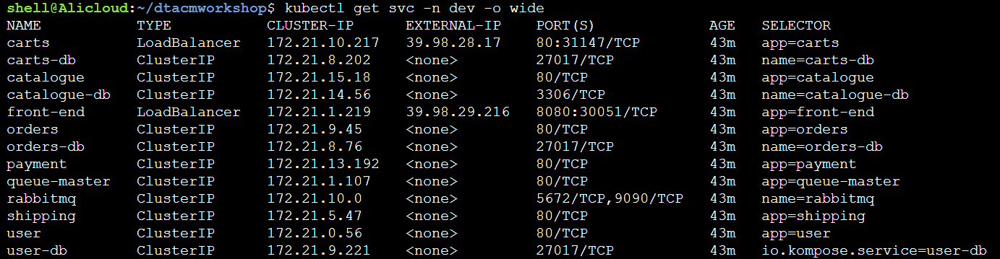 shell@Alicloud:~/dtacmworkshop$ kubectl get svc -n dev -o wide
NAME TYPE CLUSTER-IP EXTERNAL-IP PORT(S) AGE SELECTOR
carts LoadBalancer 172.21.10.217 39.98.28.17 80:31147/TCP 43m app=carts
carts-db ClusterIP 172.21.8.202 <none> 27017/TCP 43m name=carts-db
catalogue ClusterIP 172.21.15.18 <none> 80/TCP 43m app=catalogue
catalogue-db ClusterIP 172.21.14.56 <none> 3306/TCP 43m name=catalogue-db
front-end LoadBalancer 172.21.1.219 39.98.29.216 8080:30051/TCP 43m app=front-end
orders ClusterIP 172.21.9.45 <none> 80/TCP 43m app=orders
orders-db ClusterIP 172.21.8.76 <none> 27017/TCP 43m name=orders-db
payment ClusterIP 172.21.13.192 <none> 80/TCP 43m app=payment
queue-master ClusterIP 172.21.1.107 <none> 80/TCP 43m app=queue-master
rabbitmq ClusterIP 172.21.10.0 <none> 5672/TCP,9090/TCP 43m name=rabbitmq
shipping ClusterIP 172.21.5.47 <none> 80/TCP 43m app=shipping
user ClusterIP 172.21.0.56 <none> 80/TCP 43m app=user
user-db ClusterIP 172.21.9.221 <none> 27017/TCP 43m io.kompose.service=user-db